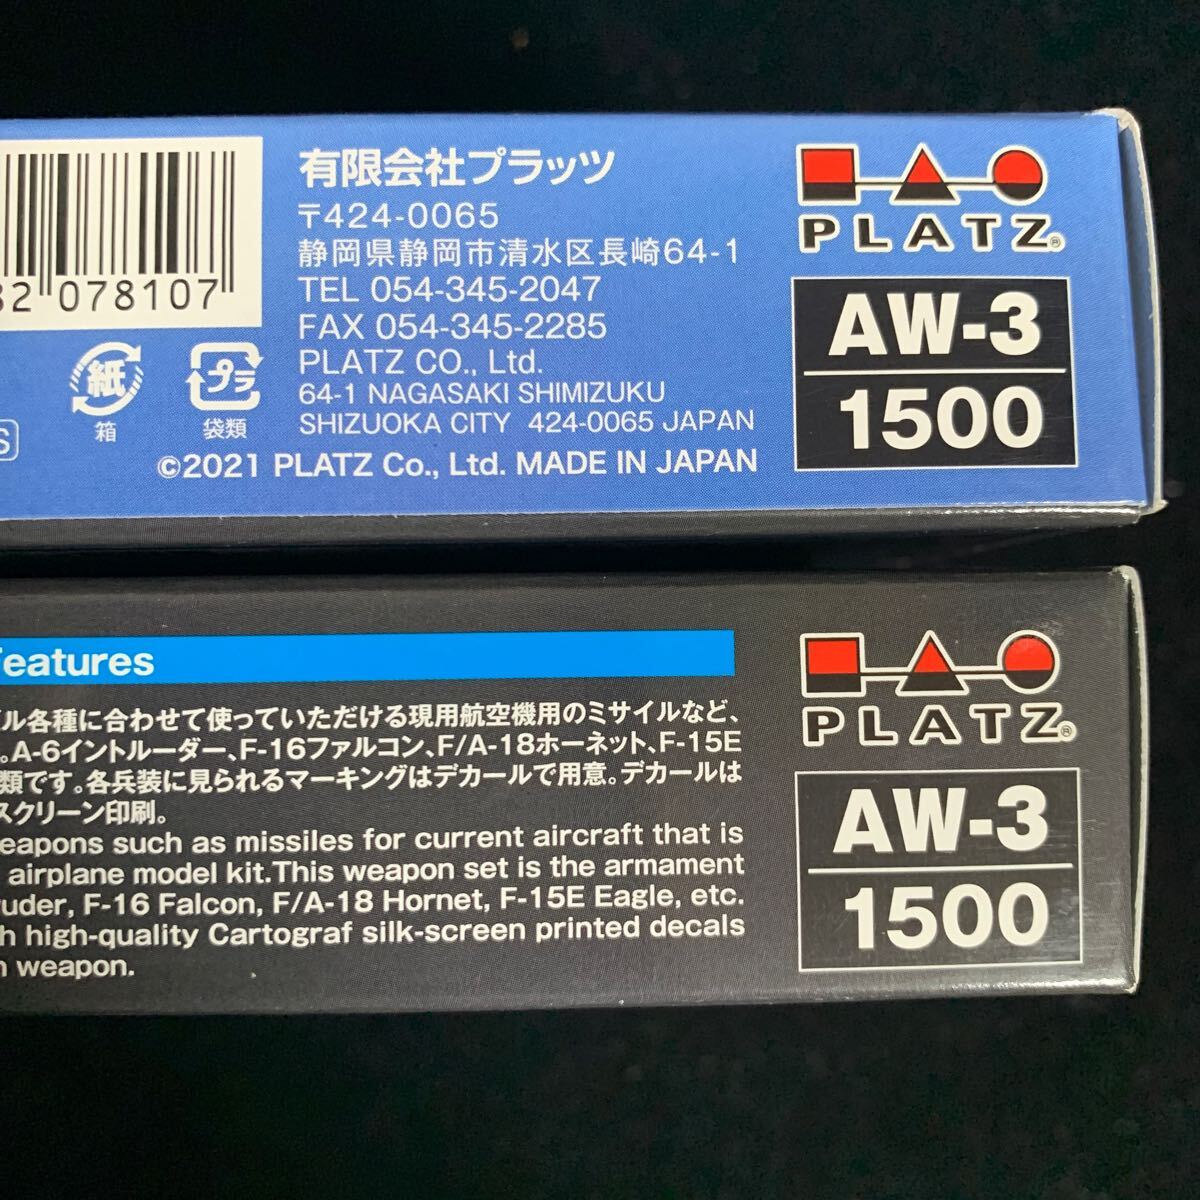 有限会社プラッツ
〒424-0065
静岡県静岡市清水区長崎64-1
TEL 054-345-2047
FAX 054-345-2285
PLATZ CO., Ltd.
64-1 NAGASAKI SHIMIZUKU
SHIZUOKA CITY 424-0065 JAPAN
©2021 PLATZ Co., Ltd. MADE IN JAPAN
82 078107
紙
箱
プラ
袋類
S
PLATZ®
AW-3
1500
Features
ル各種に合わせて使っていただける現用航空機用のミサイルなど、
。A-6イントルーダー、F-16ファルコン、F/A-18ホーネット、F-15E
類です。各兵装に見られるマーキングはデカールで用意。デカールは
スクリーン印刷。
eapons such as missiles for current aircraft that is
airplane model kit.This weapon set is the armament
uder, F-16 Falcon, F/A-18 Hornet, F-15E Eagle, etc.
h high-quality Cartograf silk-screen printed decals
weapon.
PLATZ®
AW-3
1500